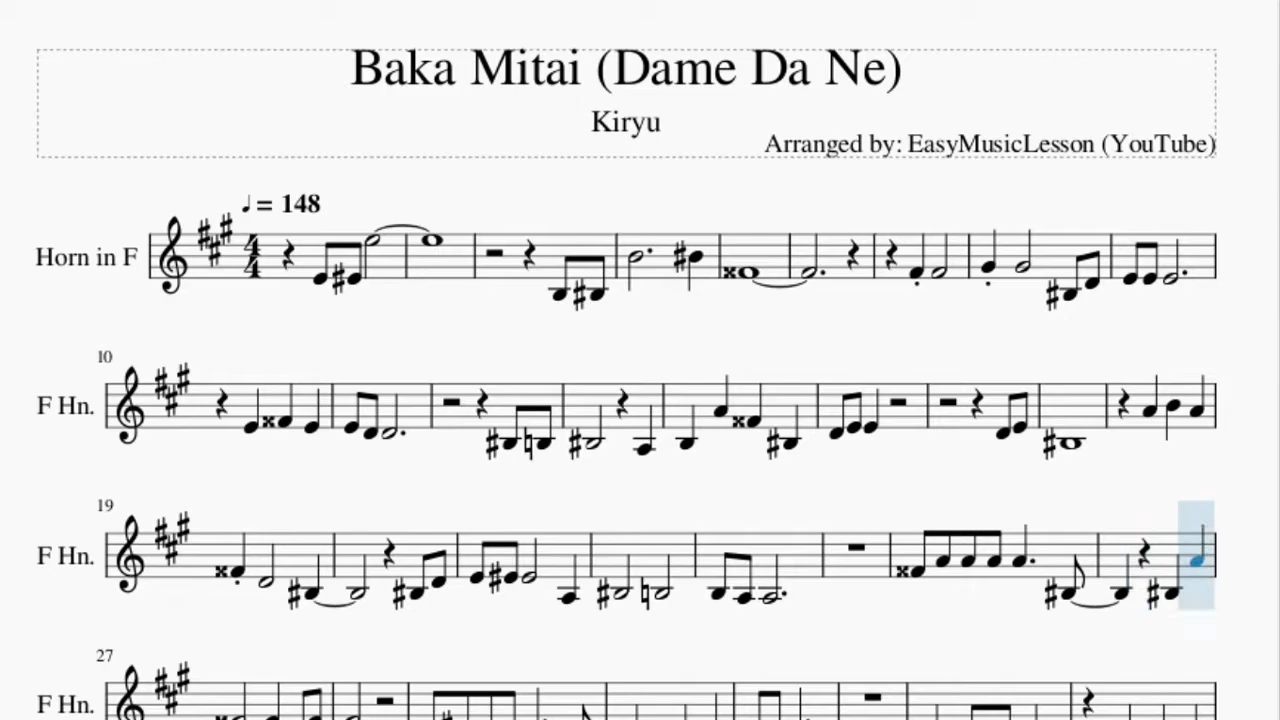 Baka Mitai (Dame Da Ne)
Kiryu
Arranged by: EasyMusicLesson (YouTube)
♩= 148
Horn in F
4
4
10
F Hn.
19
F Hn.
27
F Hn.